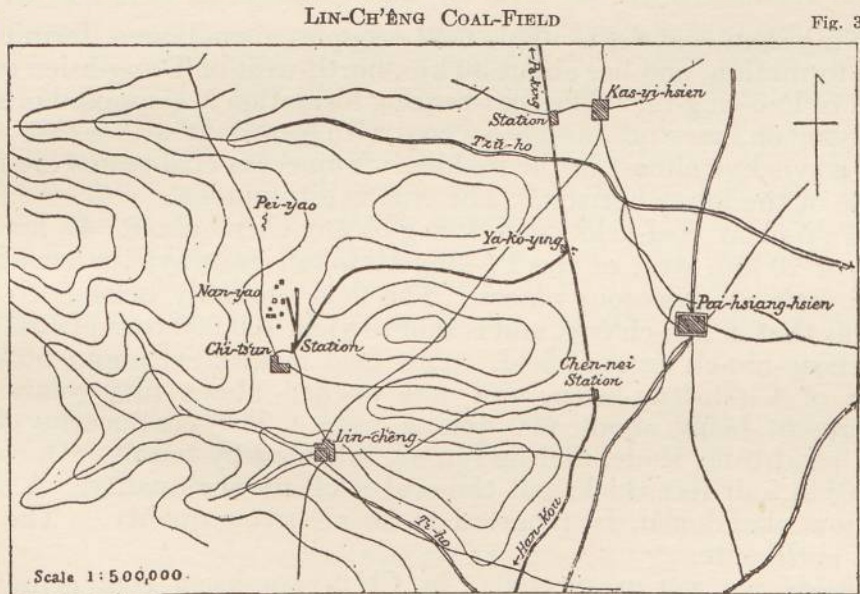 LIN-CH'ÊNG COAL-FIELD
Fig. 3
Station
Kas-yi-hsien
Tzŭ-ho
Pei-yao
Ya-ko-ying
Nan-yao
Pai-hsiang-hsien
Chi-tsun
Station
Chen-nei
Station
Lin-chêng
Ti-ho
Han-Kou
Scale 1:500,000